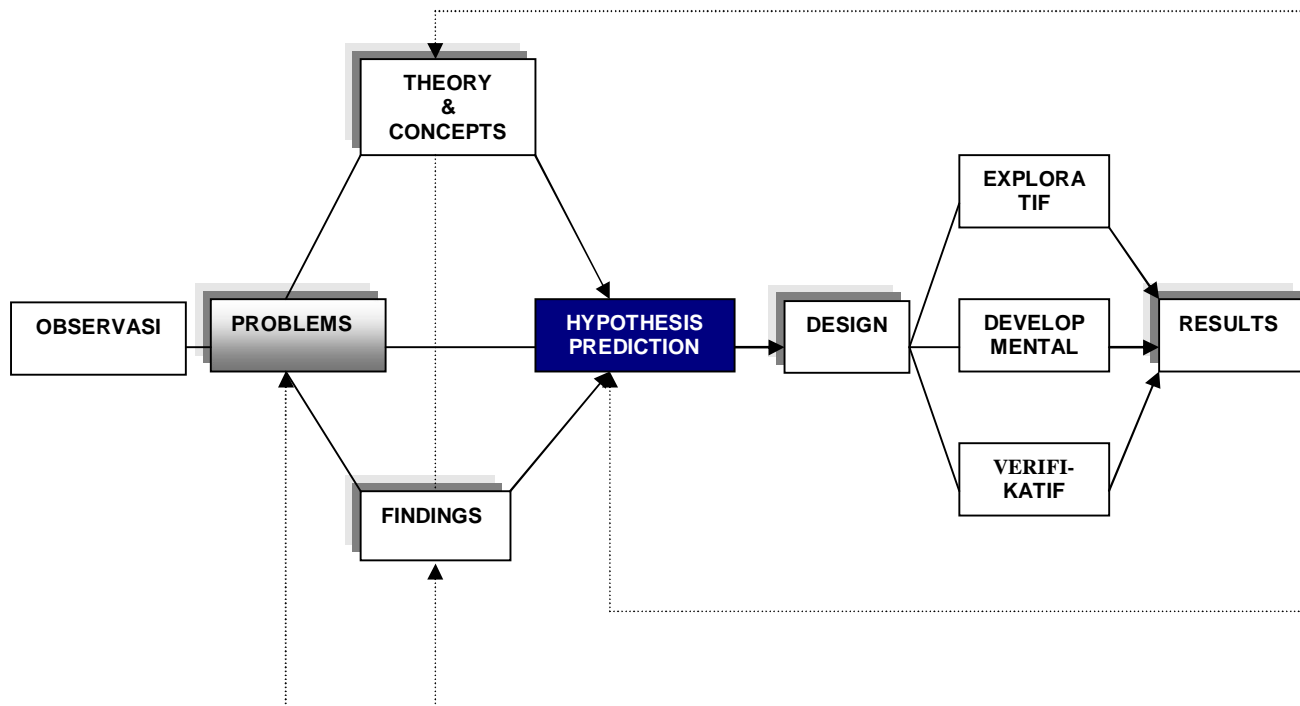 THEORY
&
CONCEPTS
EXPLORA
TIF
OBSERVASI
PROBLEMS
HYPOTHESIS
PREDICTION
DESIGN
DEVELOP
MENTAL
RESULTS
VERIFI-
KATIF
FINDINGS